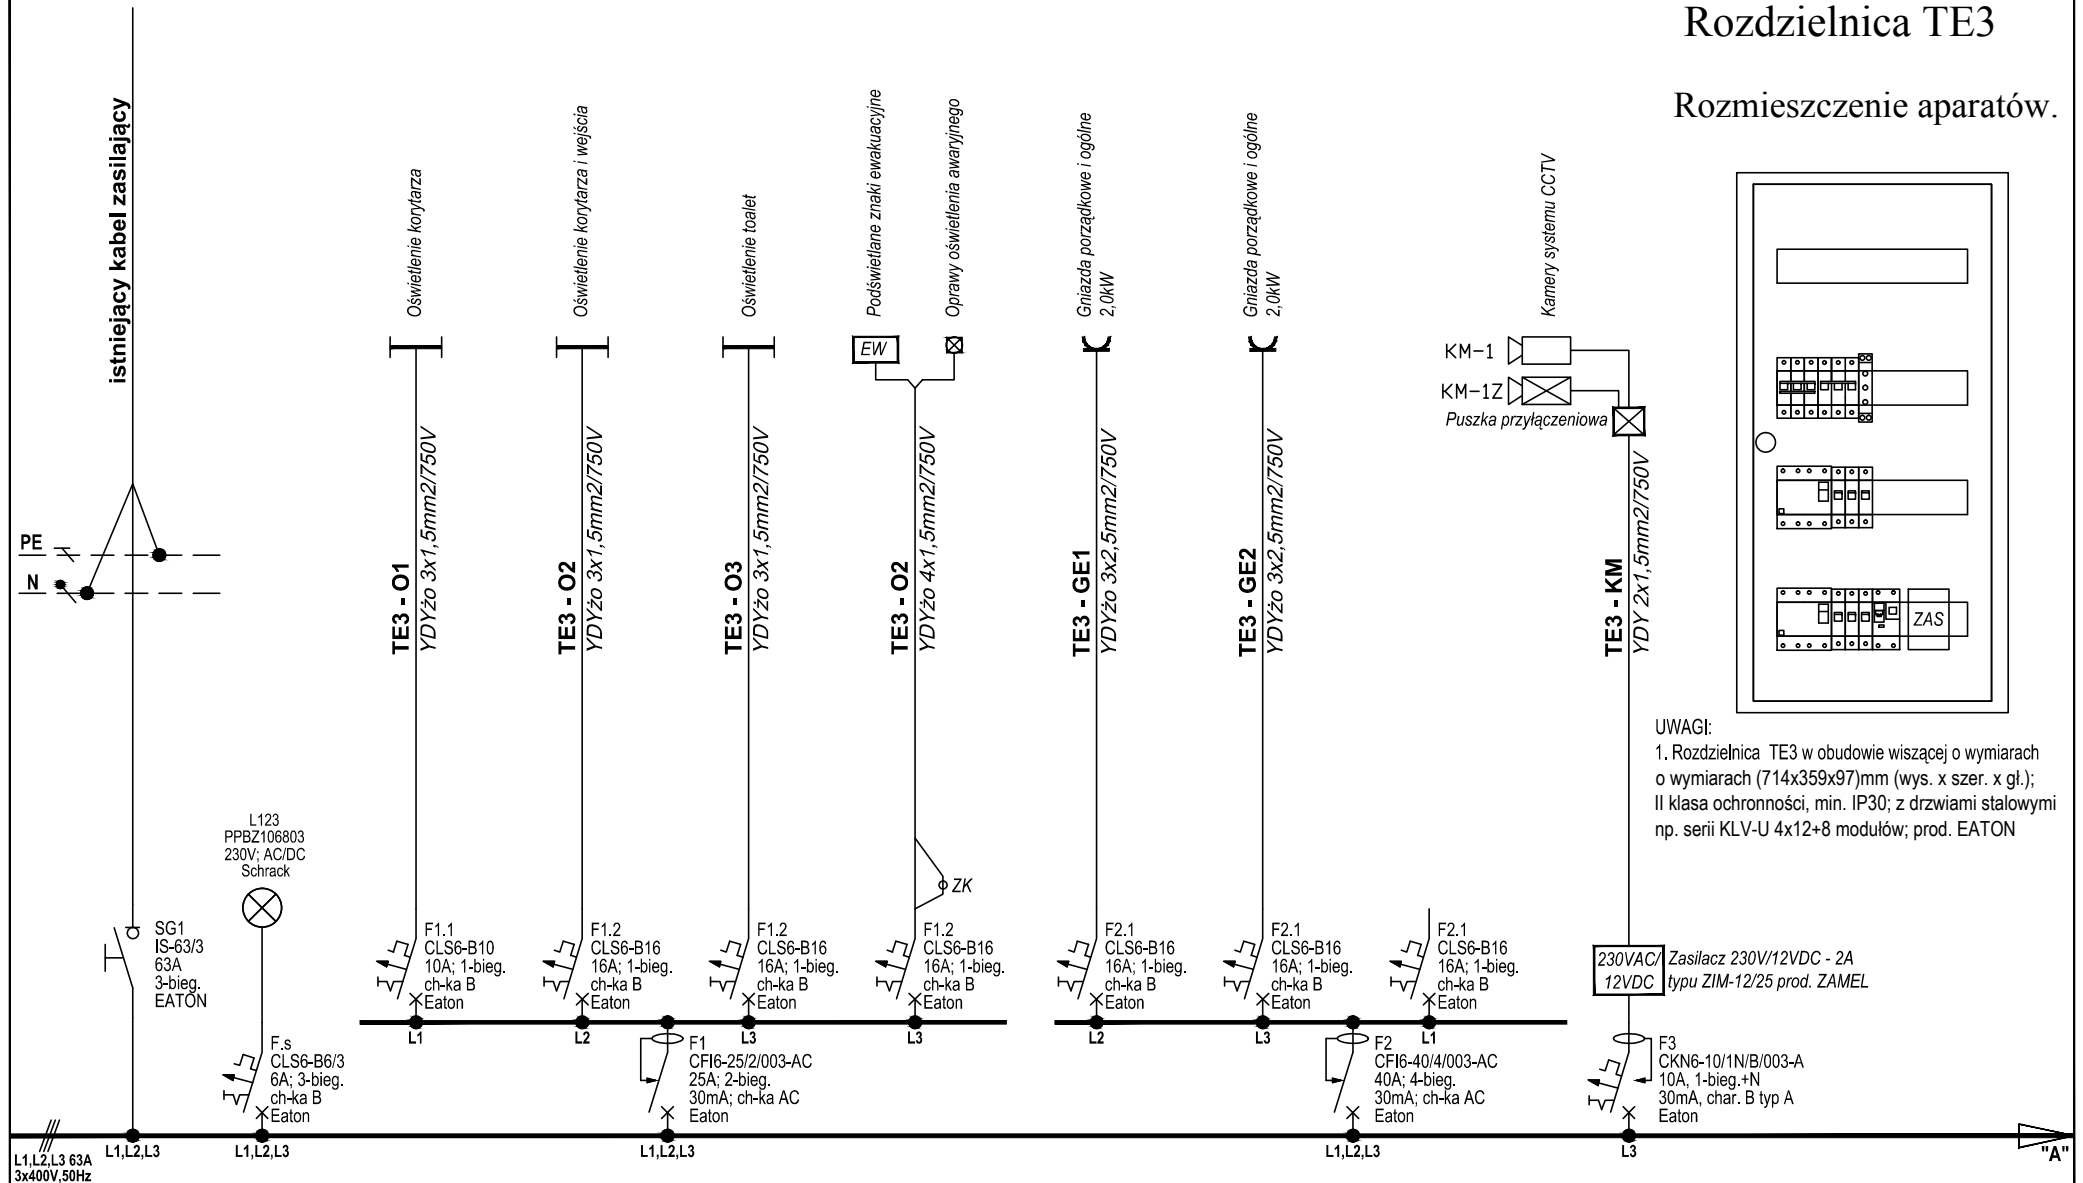 Rozdzielnica TE3
Rozmieszczenie aparatów.
istniejący kabel zasilający
PE
N
SG1
IS-63/3
63A
3-bieg.
EATON
L123
PPBZ106803
230V; AC/DC
Schrack
F.s
CLS6-B6/3
6A; 3-bieg.
ch-ka B
Eaton
Oświetlenie korytarza
TE3 - O1
YDYżo 3x1,5mm2/750V
F1.1
CLS6-B10
10A; 1-bieg.
ch-ka B
Eaton
L1
Oświetlenie korytarza i wejścia
TE3 - O2
YDYżo 3x1,5mm2/750V
F1.2
CLS6-B16
16A; 1-bieg.
ch-ka B
Eaton
L2
Oświetlenie toalet
TE3 - O3
YDYżo 3x1,5mm2/750V
F1.2
CLS6-B16
16A; 1-bieg.
ch-ka B
Eaton
L3
Podświetlane znaki ewakuacyjne
Oprawy oświetlenia awaryjnego
EW
TE3 - O2
YDYżo 4x1,5mm2/750V
ZK
F1.2
CLS6-B16
16A; 1-bieg.
ch-ka B
Eaton
L3
F1
CFI6-25/2/003-AC
25A; 2-bieg.
30mA; ch-ka AC
Eaton
Gniazda porządkowe i ogólne
2,0kW
TE3 - GE1
YDYżo 3x2,5mm2/750V
F2.1
CLS6-B16
16A; 1-bieg.
ch-ka B
Eaton
L2
Gniazda porządkowe i ogólne
2,0kW
TE3 - GE2
YDYżo 3x2,5mm2/750V
F2.1
CLS6-B16
16A; 1-bieg.
ch-ka B
Eaton
L3
F2.1
CLS6-B16
16A; 1-bieg.
ch-ka B
Eaton
L1
F2
CFI6-40/4/003-AC
40A; 4-bieg.
30mA; ch-ka AC
Eaton
Kamery systemu CCTV
KM-1
KM-1Z
Puszka przyłączeniowa
TE3 - KM
YDY 2x1,5mm2/750V
230VAC/
12VDC
Zasilacz 230V/12VDC - 2A
typu ZIM-12/25 prod. ZAMEL
F3
CKN6-10/1N/B/003-A
10A, 1-bieg.+N
30mA, char. B typ A
Eaton
ZAS
UWAGI:
1. Rozdzielnica TE3 w obudowie wiszącej o wymiarach
o wymiarach (714x359x97)mm (wys. x szer. x gł.);
II klasa ochronności, min. IP30; z drzwiami stalowymi
np. serii KLV-U 4x12+8 modułów; prod. EATON
L1,L2,L3 63A
3x400V,50Hz
L1,L2,L3
L1,L2,L3
L1,L2,L3
L1,L2,L3
L3
"A"